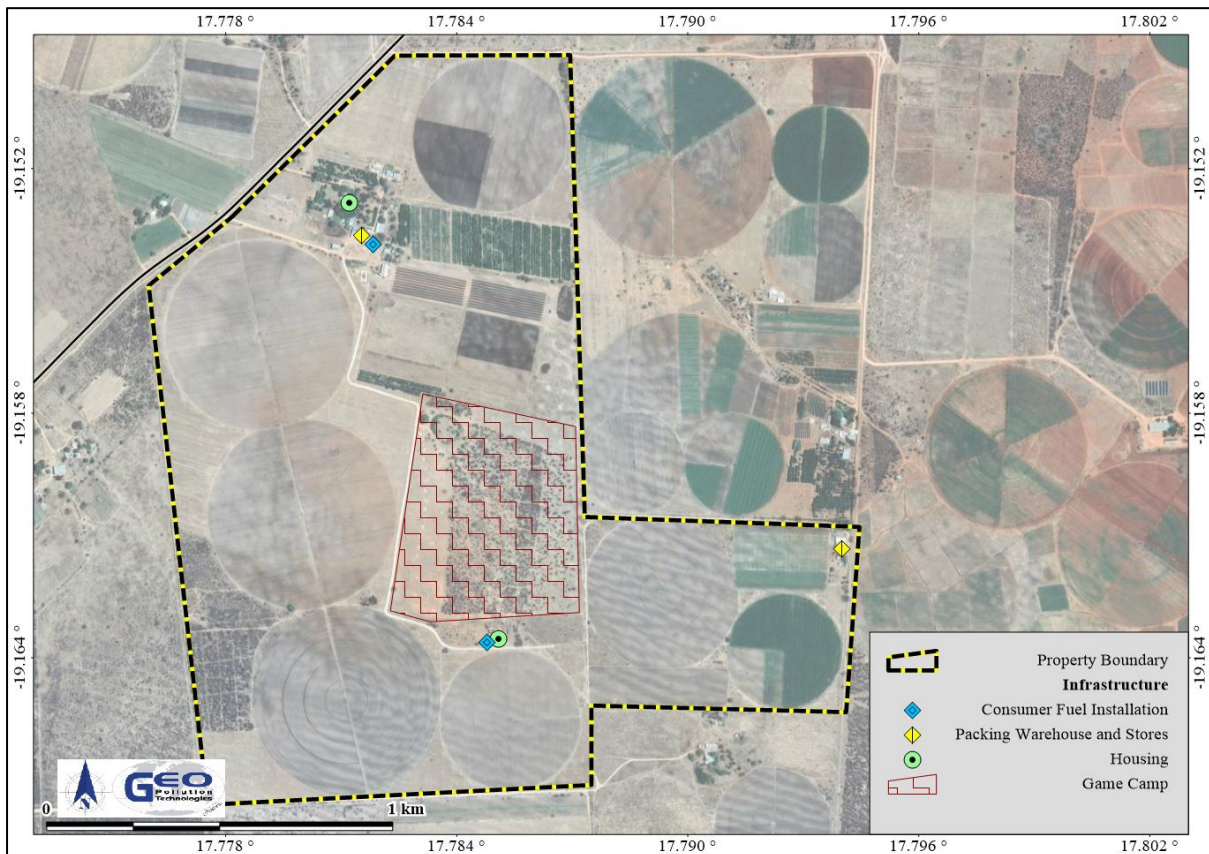 17.778 °
17.784 °
17.790 °
17.796 °
17.802 °
-19.152 °
-19.152 °
-19.158 °
-19.158 °
-19.164 °
-19.164 °
Property Boundary
Infrastructure
Consumer Fuel Installation
Packing Warehouse and Stores
Housing
Game Camp
N
GEO
Pollution
Technologies
0
1 km
17.778 °
17.784 °
17.790 °
17.796 °
17.802 °